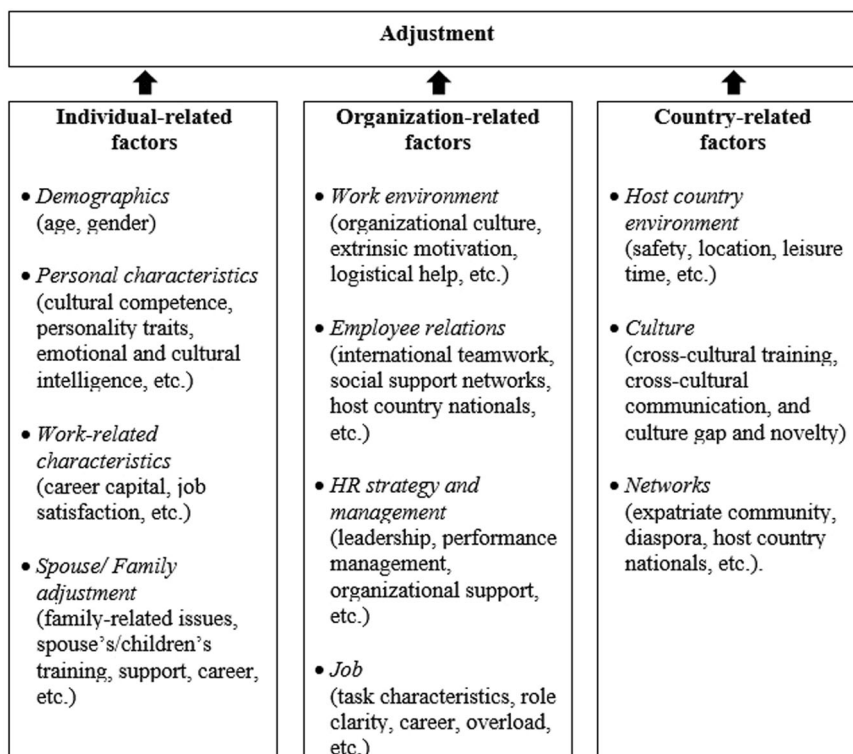 Adjustment
Individual-related
factors
• Demographics
(age, gender)
• Personal characteristics
(cultural competence,
personality traits,
emotional and cultural
intelligence, etc.)
• Work-related
characteristics
(career capital, job
satisfaction, etc.)
• Spouse/ Family
adjustment
(family-related issues,
spouse’s/children’s
training, support, career,
etc.)
Organization-related
factors
• Work environment
(organizational culture,
extrinsic motivation,
logistical help, etc.)
• Employee relations
(international teamwork,
social support networks,
host country nationals,
etc.)
• HR strategy and
management
(leadership, performance
management,
organizational support,
etc.)
• Job
(task characteristics, role
clarity, career, overload,
etc.)
Country-related
factors
• Host country
environment
(safety, location, leisure
time, etc.)
• Culture
(cross-cultural training,
cross-cultural
communication, and
culture gap and novelty)
• Networks
(expatriate community,
diaspora, host country
nationals, etc.).